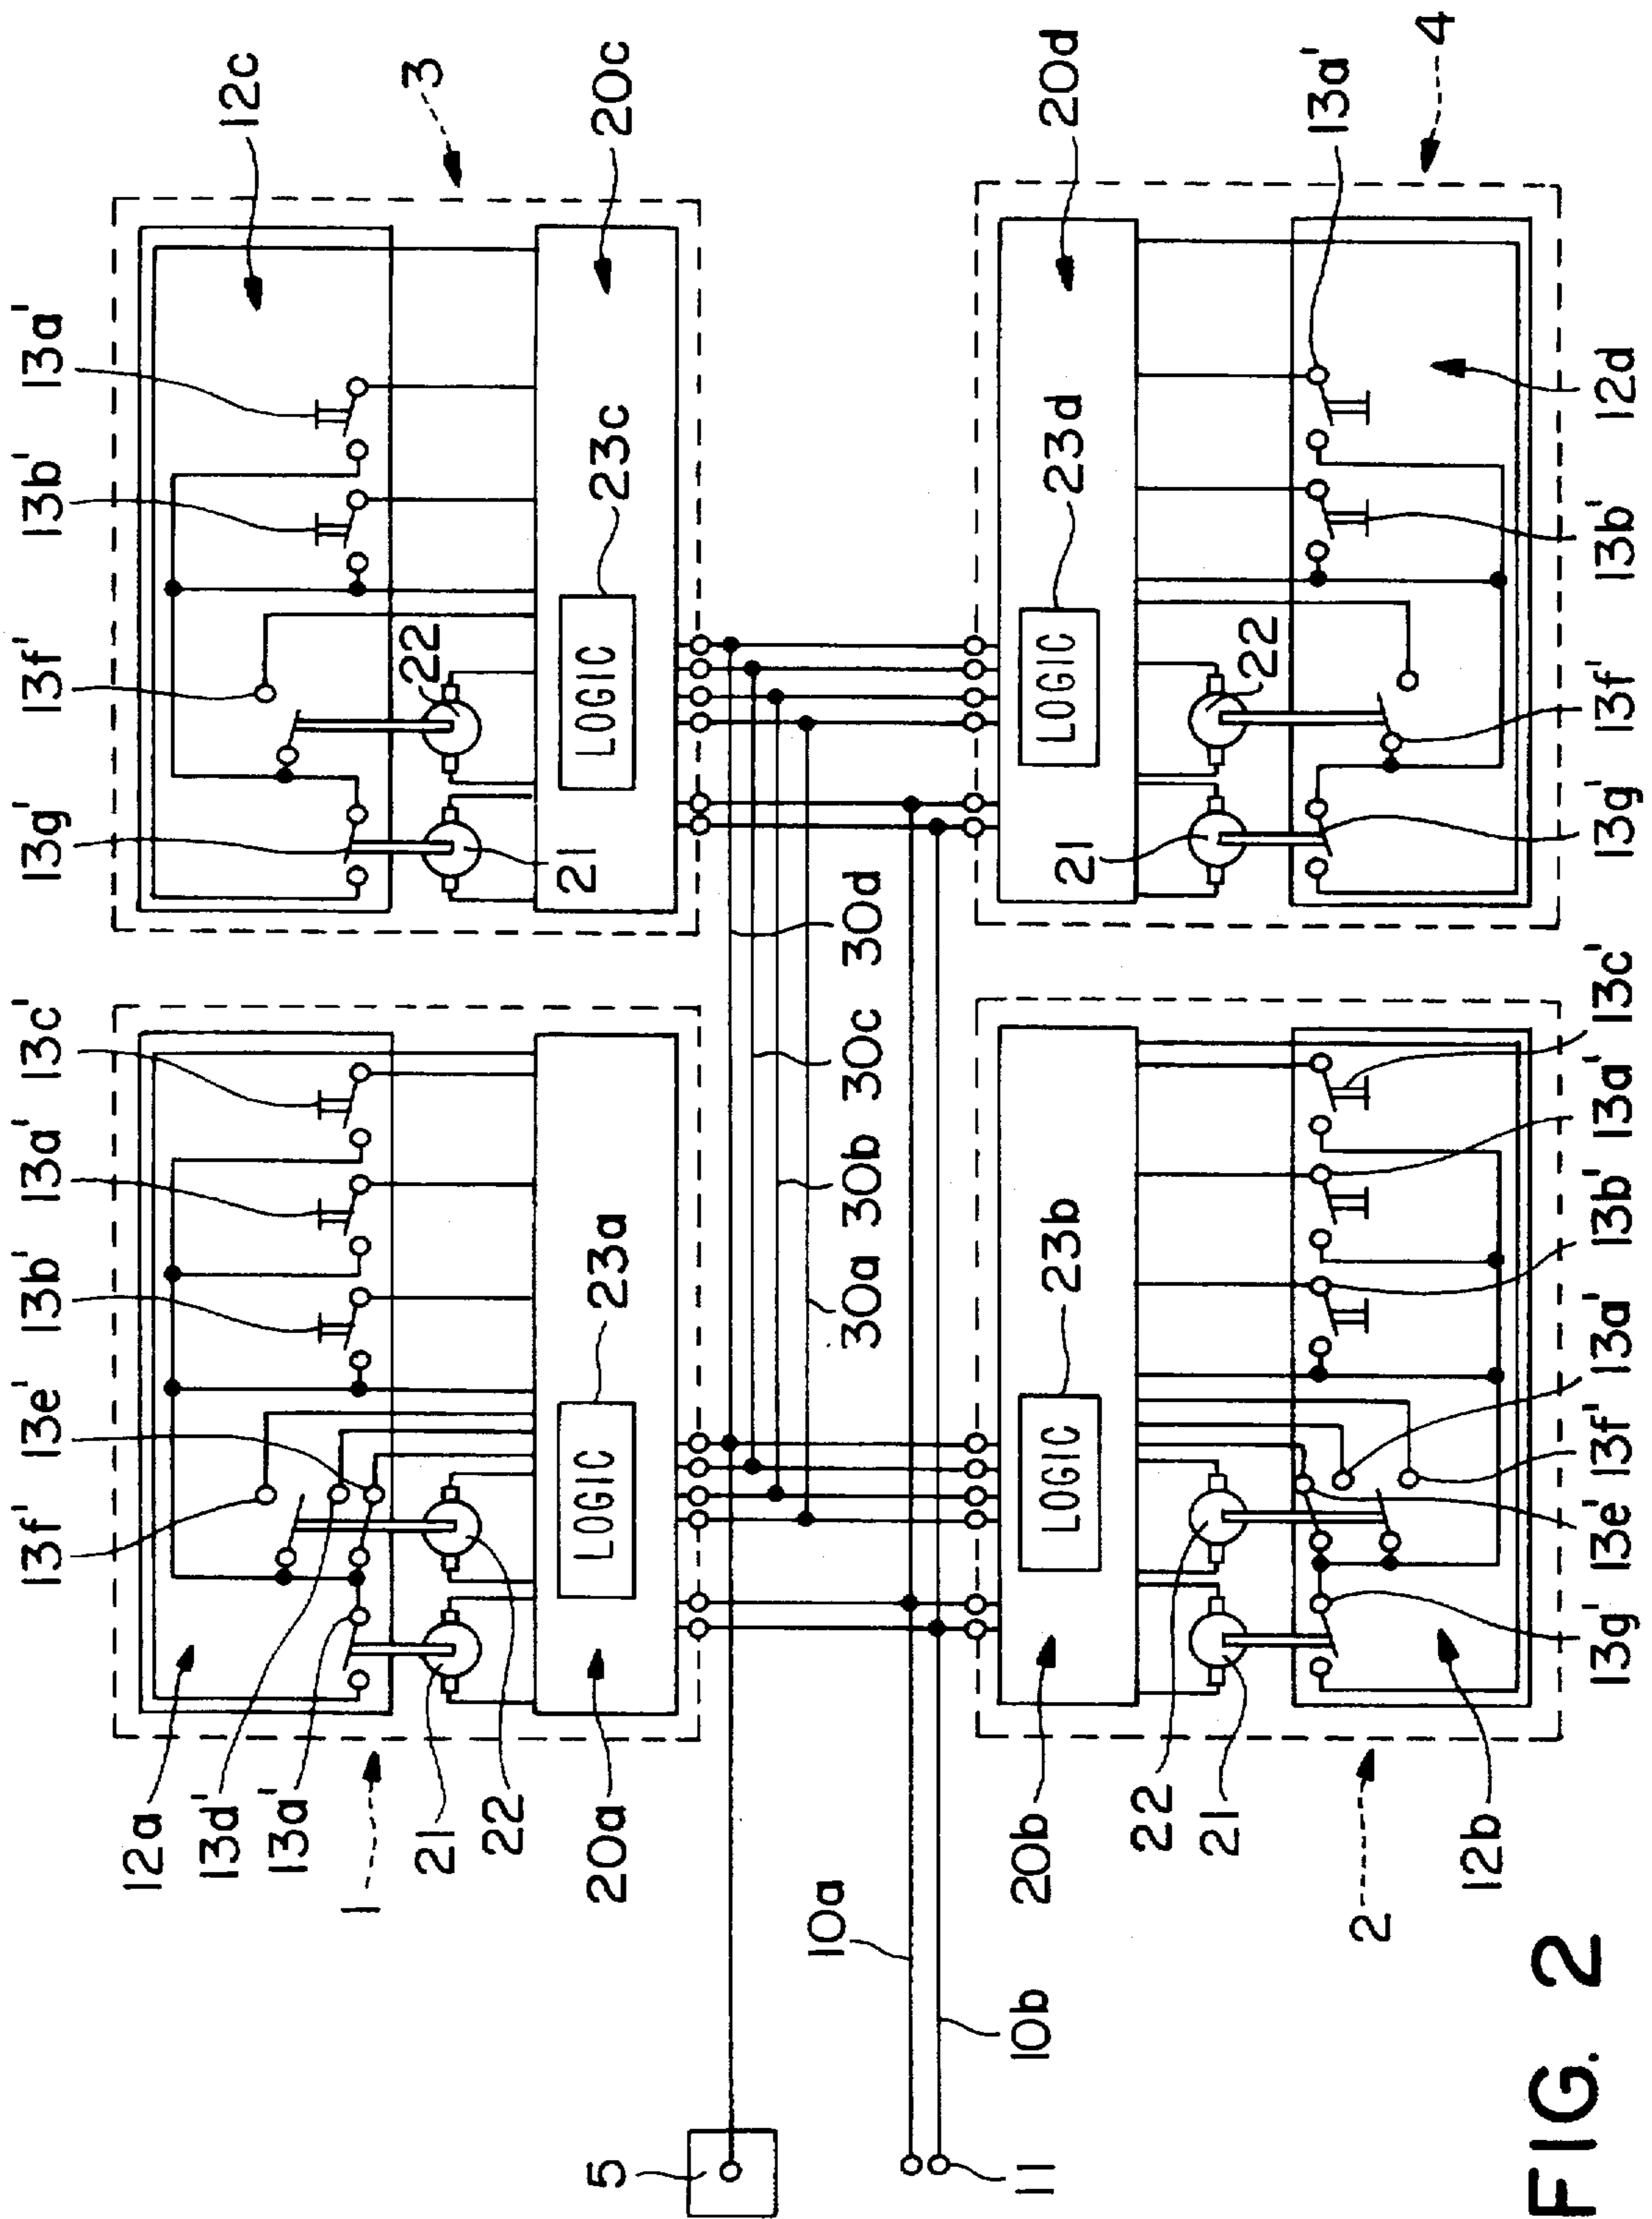 13f' 13e' 13b' 13a' 13c' 13g' 13f' 13b' 13a'
12a
13d'
12c
13a'
1
3
22
21
22
21
5 20a 23a 23c 20c
LOGIC LOGIC
10a
30a 30b 30c 30d
11 10b 20b 23b 21 23d 20d
LOGIC LOGIC
22
21
22
13a'
2
4
12b
13g' 13e' 13f' 13a' 13b' 13a' 13c' 13g' 13f' 13b' 12d
FIG. 2